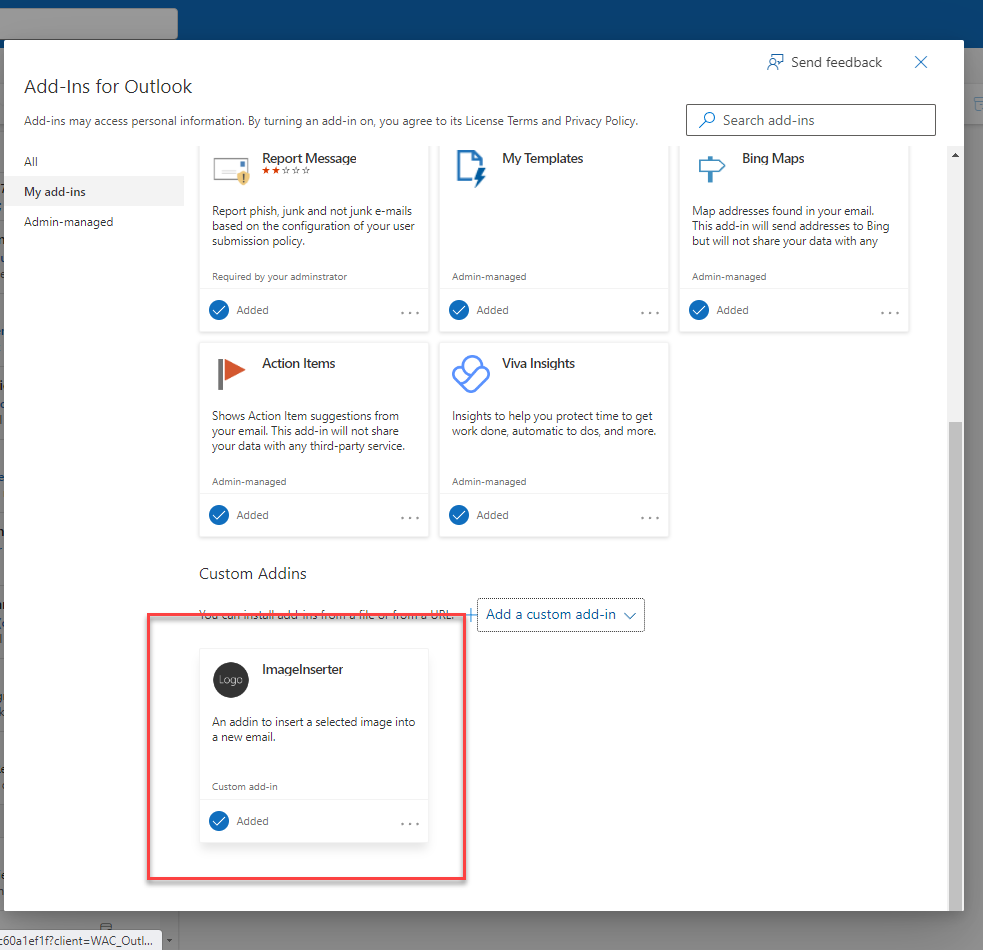 Send feedback
Add-Ins for Outlook
Add-ins may access personal information. By turning an add-in on, you agree to its License Terms and Privacy Policy.
Search add-ins
All
My add-ins
Admin-managed
Report Message
Report phish, junk and not junk e-mails
based on the configuration of your user
submission policy.
Required by your adminstrator
Added
My Templates
Admin-managed
Added
Bing Maps
Map addresses found in your email.
This add-in will send addresses to Bing
but will not share your data with any
Admin-managed
Added
Action Items
Shows Action Item suggestions from
your email. This add-in will not share
your data with any third-party service.
Admin-managed
Added
Viva Insights
Insights to help you protect time to get
work done, automatic to dos, and more.
Admin-managed
Added
Custom Addins
You can install add-ins from a file or from a URL.
Add a custom add-in
Logo
ImageInserter
An addin to insert a selected image into
a new email.
Custom add-in
Added
c60a1ef1f?client=WAC_Outl...